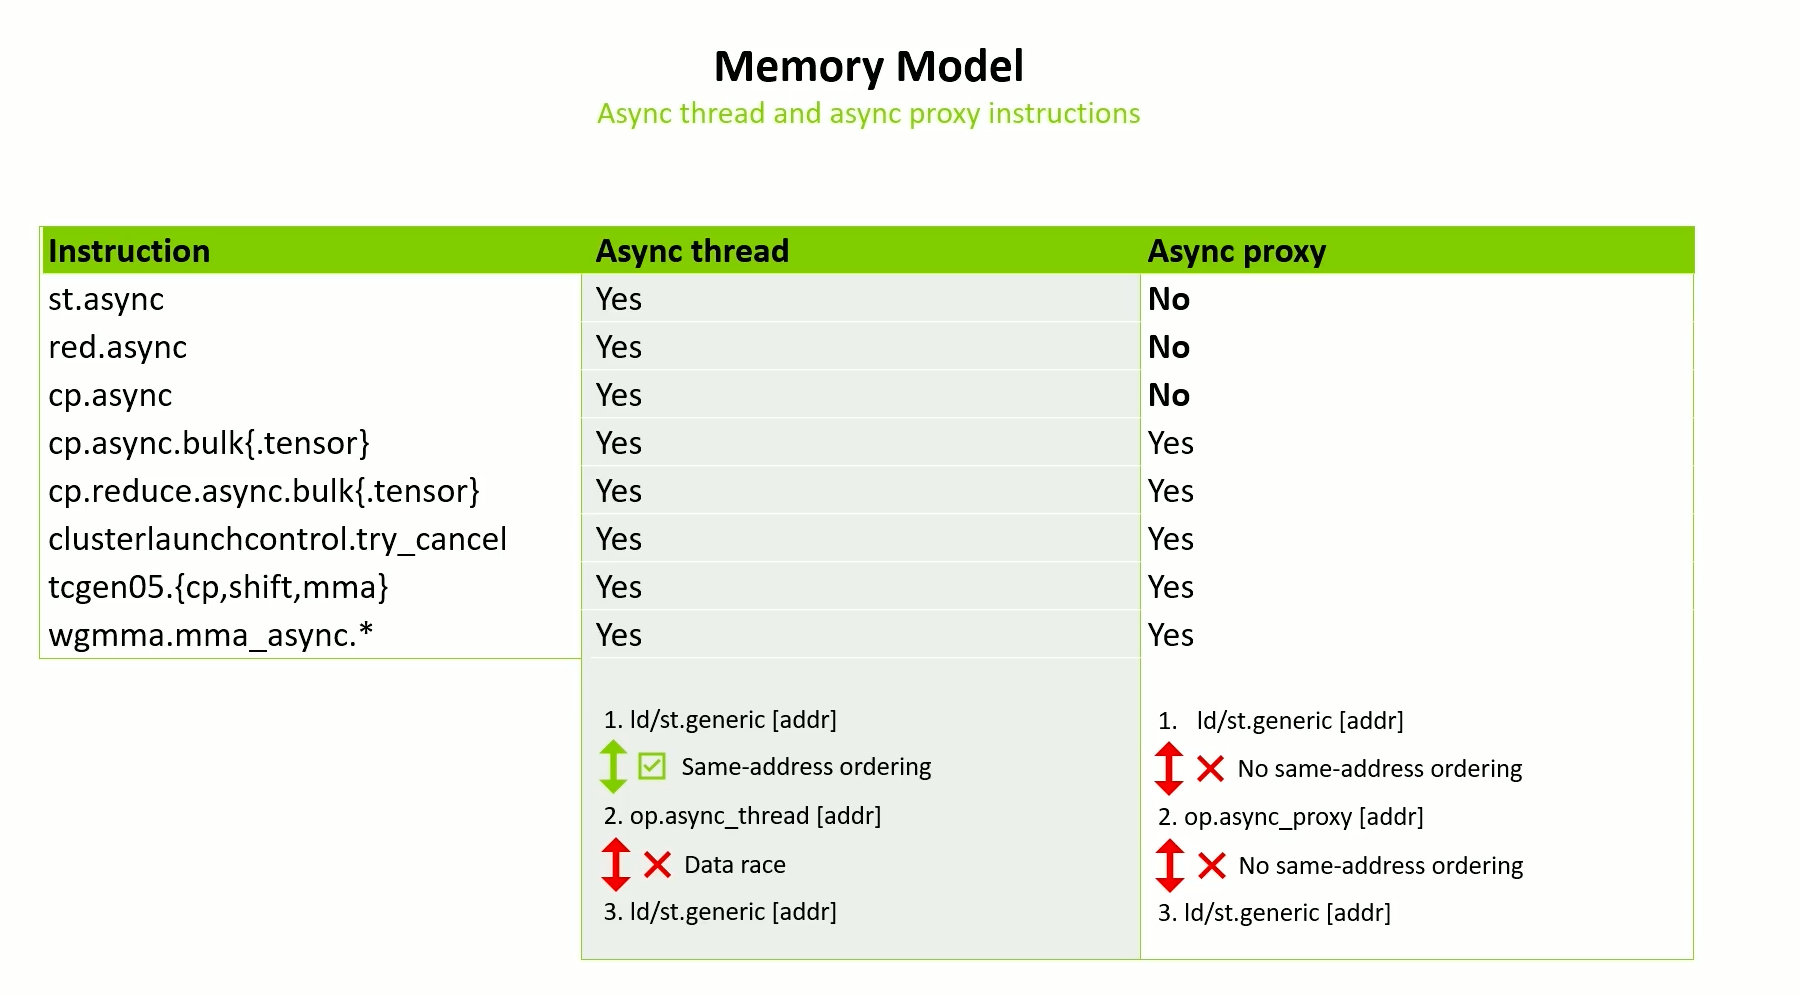 Memory Model
Async thread and async proxy instructions
Instruction Async thread Async proxy
st.async Yes No
red.async Yes No
cp.async Yes No
cp.async.bulk{.tensor} Yes Yes
cp.reduce.async.bulk{.tensor} Yes Yes
clusterlaunchcontrol.try_cancel Yes Yes
tcgen05.{cp,shift,mma} Yes Yes
wgmma.mma_async.* Yes Yes
1. ld/st.generic [addr]
Same-address ordering
2. op.async_thread [addr]
Data race
3. ld/st.generic [addr]
1. ld/st.generic [addr]
No same-address ordering
2. op.async_proxy [addr]
No same-address ordering
3. ld/st.generic [addr]